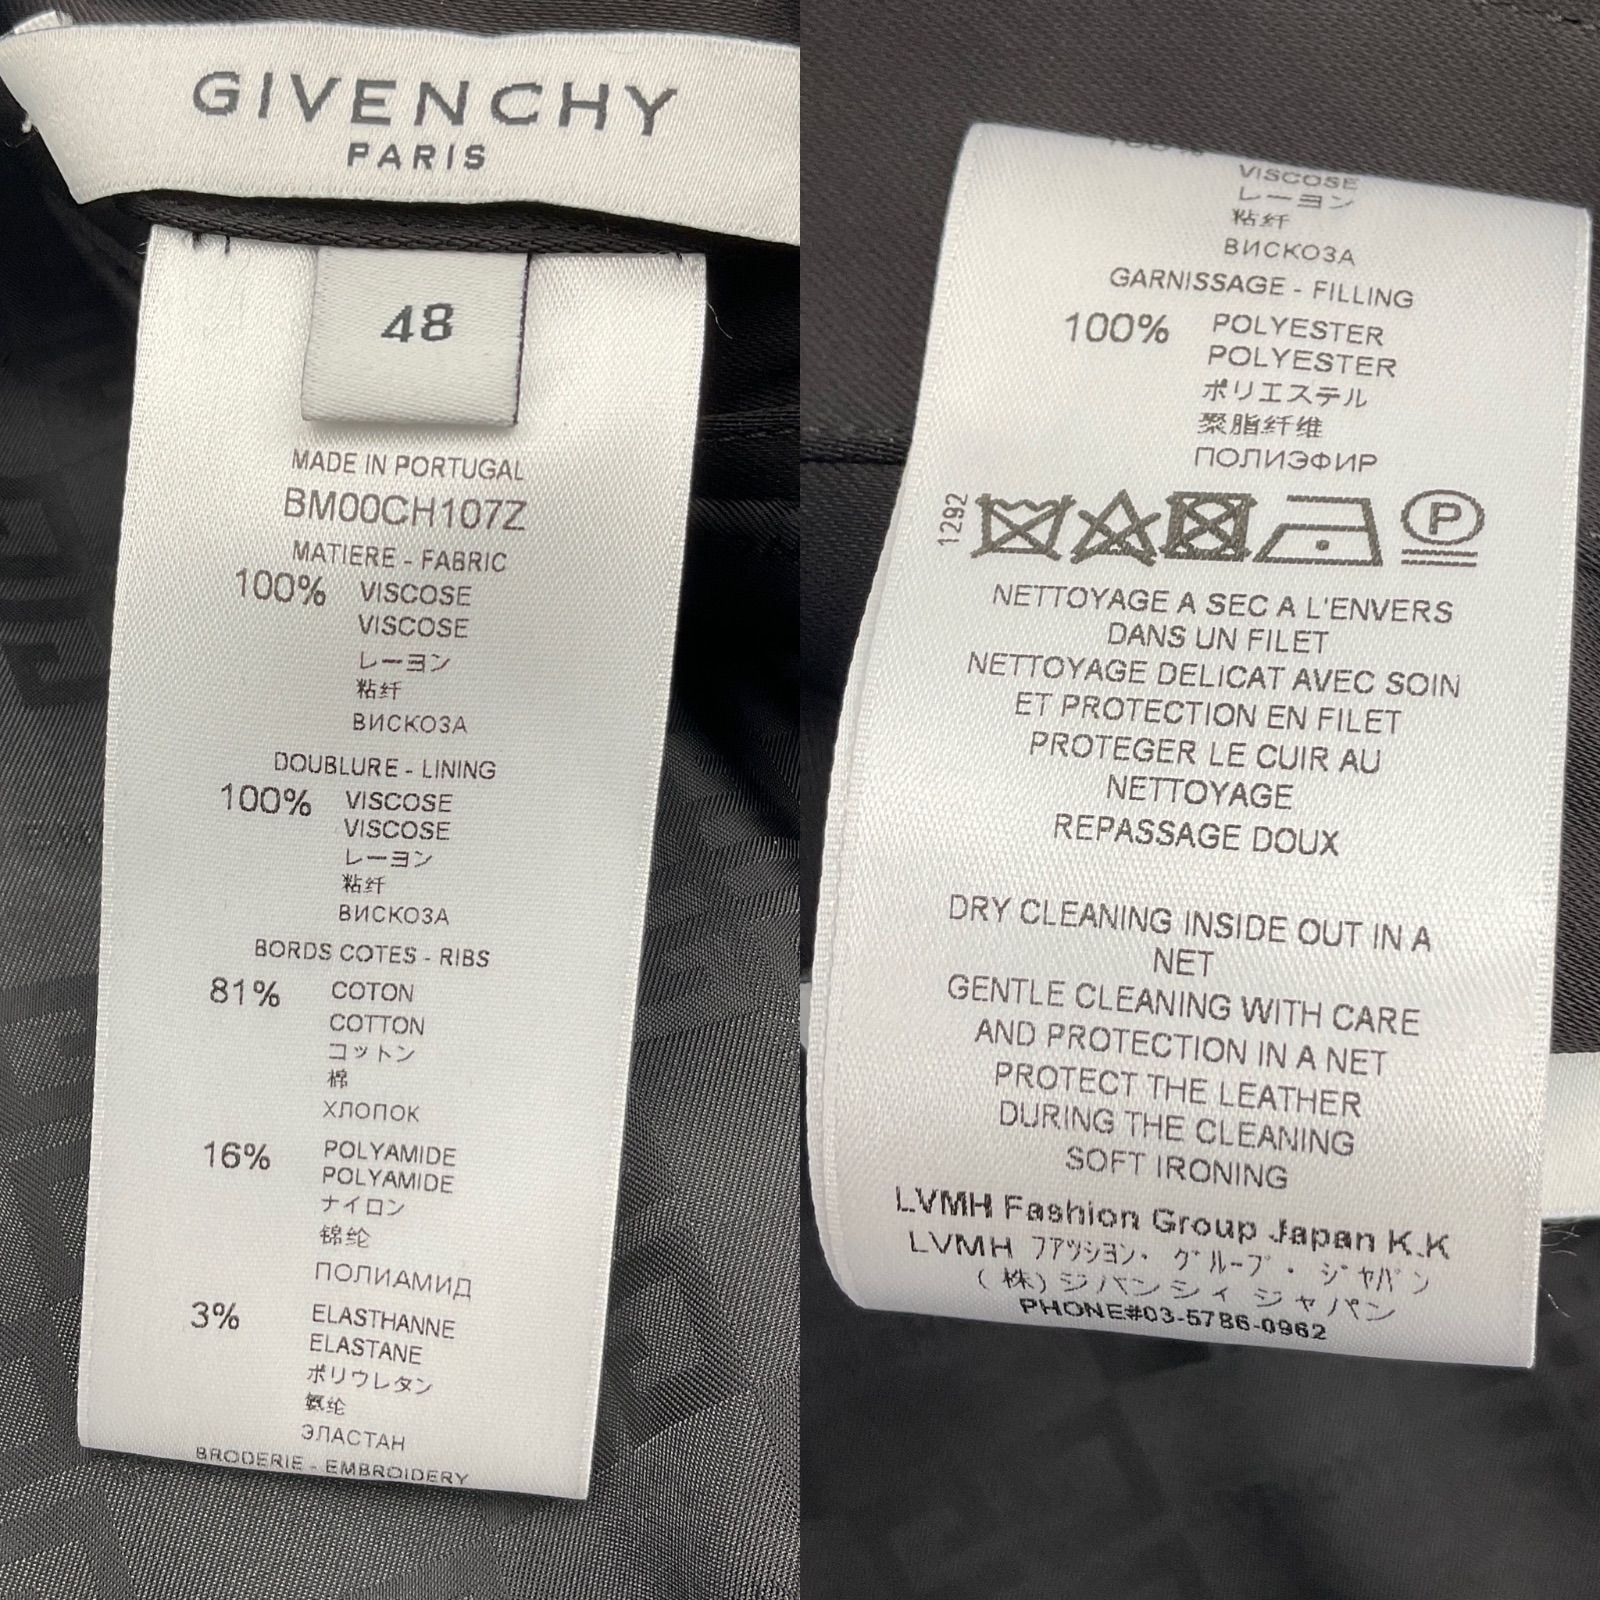 GIVENCHY
PARIS
48
MADE IN PORTUGAL
BM00CH107Z
MATIERE - FABRIC
100% VISCOSE
VISCOSE
レーヨン
粘纤
ВИСКОЗА
DOUBLURE - LINING
100% VISCOSE
VISCOSE
レーヨン
粘纤
ВИСКОЗА
BORDS COTES - RIBS
81% COTON
COTTON
コットン
棉
ХЛОПОК
16% POLYAMIDE
POLYAMIDE
ナイロン
锦纶
ПОЛИАМИД
3% ELASTHANNE
ELASTANE
ポリウレタン
氨纶
ЭЛАСТАН
BRODERIE - EMBROIDERY
100%
VISCOSE
レーヨン
粘纤
ВИСКОЗА
GARNISSAGE - FILLING
100% POLYESTER
POLYESTER
ポリエステル
聚脂纤维
ПОЛИЭФИР
1292
P
NETTOYAGE A SEC A L'ENVERS
DANS UN FILET
NETTOYAGE DELICAT AVEC SOIN
ET PROTECTION EN FILET
PROTEGER LE CUIR AU
NETTOYAGE
REPASSAGE DOUX
DRY CLEANING INSIDE OUT IN A
NET
GENTLE CLEANING WITH CARE
AND PROTECTION IN A NET
PROTECT THE LEATHER
DURING THE CLEANING
SOFT IRONING
LVMH Fashion Group Japan K.K
LVMH ﾌｱﾂｼﾖﾝ･ ｸﾞﾙｰﾌﾟ ･ ｼﾞﾔﾊﾟﾝ
(株)ジバンシィ ジャパン
PHONE#03-5786-0962